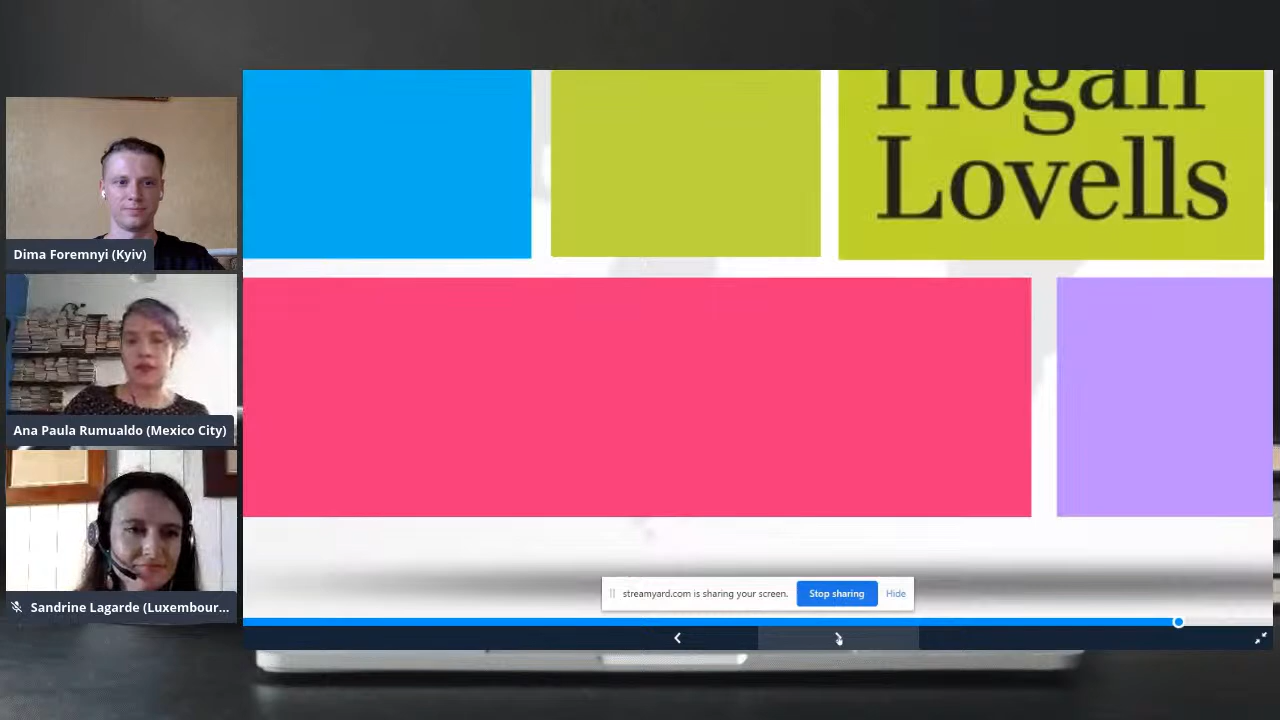 Hogan
Lovells
Dima Foremnyi (Kyiv)
Ana Paula Rumualdo (Mexico City)
Sandrine Lagarde (Luxembour...
streamyard.com is sharing your screen.
Stop sharing
Hide